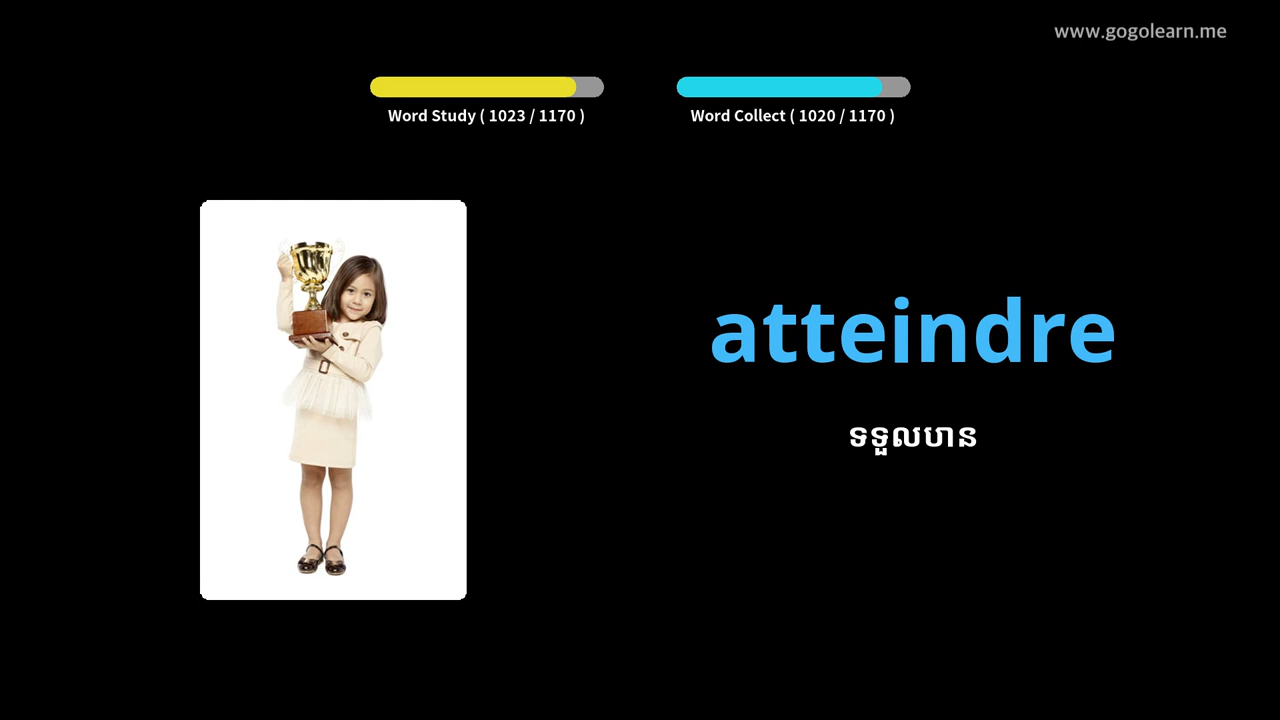 www.gogolearn.me
Word Study ( 1023 / 1170 )
Word Collect ( 1020 / 1170 )
atteindre
ទទួលបាន